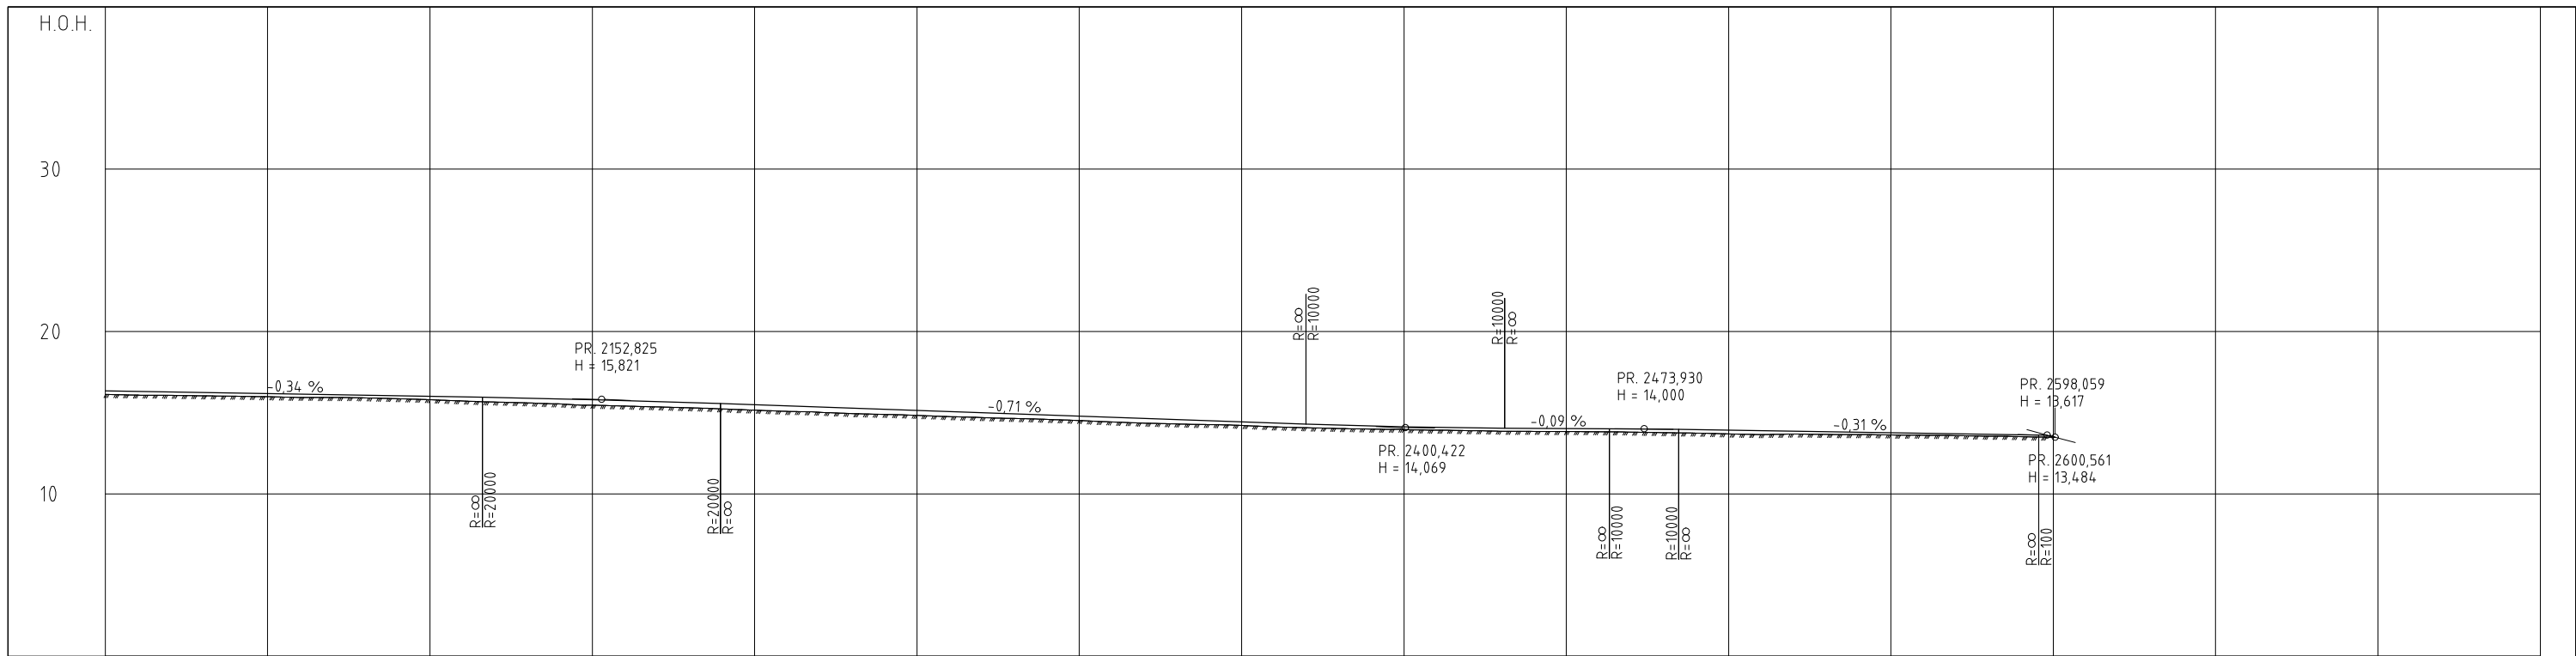 H.O.H.
30
20
10
-0,34 %
R=∞
R=20000
PR. 2152,825
H = 15,821
R=20000
R=∞
-0,71 %
R=∞
R=10000
PR. 2400,422
H = 14,069
R=10000
R=∞
-0,09 %
R=∞
R=10000
PR. 2473,930
H = 14,000
R=10000
R=∞
-0,31 %
PR. 2598,059
H = 13,617
PR. 2600,561
H = 13,484
R=∞
R=100